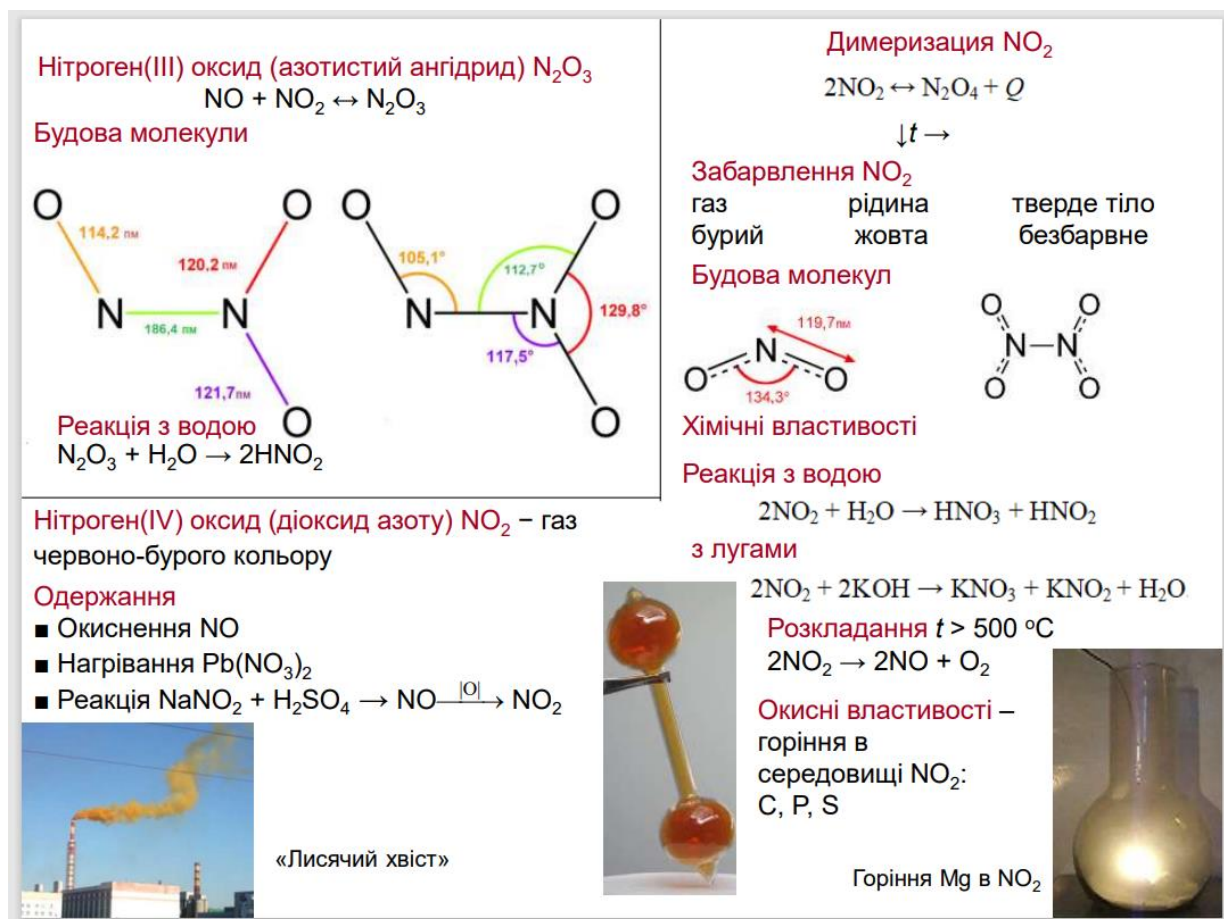 Нітроген(III) оксид (азотистий ангідрид) N₂O₃
NO + NO₂ ↔ N₂O₃
Будова молекули
O O O O
114,2 пм
120,2 пм
105,1°
112,7°
N N N N
186,4 пм
129,8°
117,5°
121,7пм
O O
Реакція з водою
N₂O₃ + H₂O → 2HNO₂
Нітроген(IV) оксид (діоксид азоту) NO₂ − газ
червоно-бурого кольору
Одержання
■ Окиснення NO
■ Нагрівання Pb(NO₃)₂
■ Реакція NaNO₂ + H₂SO₄ → NO —|O|→ NO₂
«Лисячий хвіст»
Димеризация NO₂
2NO₂ ↔ N₂O₄ + Q
↓t →
Забарвлення NO₂
газ рідина тверде тіло
бурий жовта безбарвне
Будова молекул
119,7пм
N
O O
134,3°
O O
N N
O O
Хімічні властивості
Реакція з водою
2NO₂ + H₂O → HNO₃ + HNO₂
з лугами
2NO₂ + 2KOH → KNO₃ + KNO₂ + H₂O
Розкладання t > 500 ºC
2NO₂ → 2NO + O₂
Окисні властивості –
горіння в
середовищі NO₂:
C, P, S
Горіння Mg в NO₂